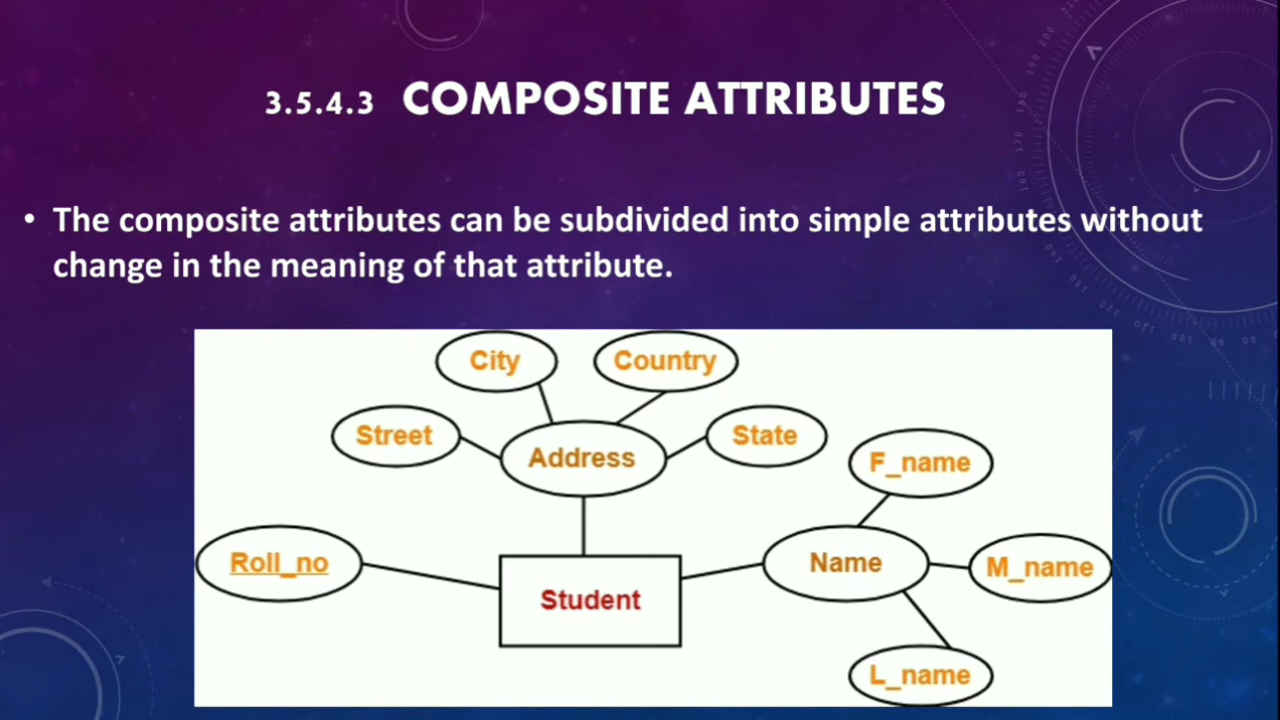 3.5.4.3 COMPOSITE ATTRIBUTES
• The composite attributes can be subdivided into simple attributes without
change in the meaning of that attribute.
City
Country
Street
Address
State
F_name
Roll_no
Student
Name
M_name
L_name